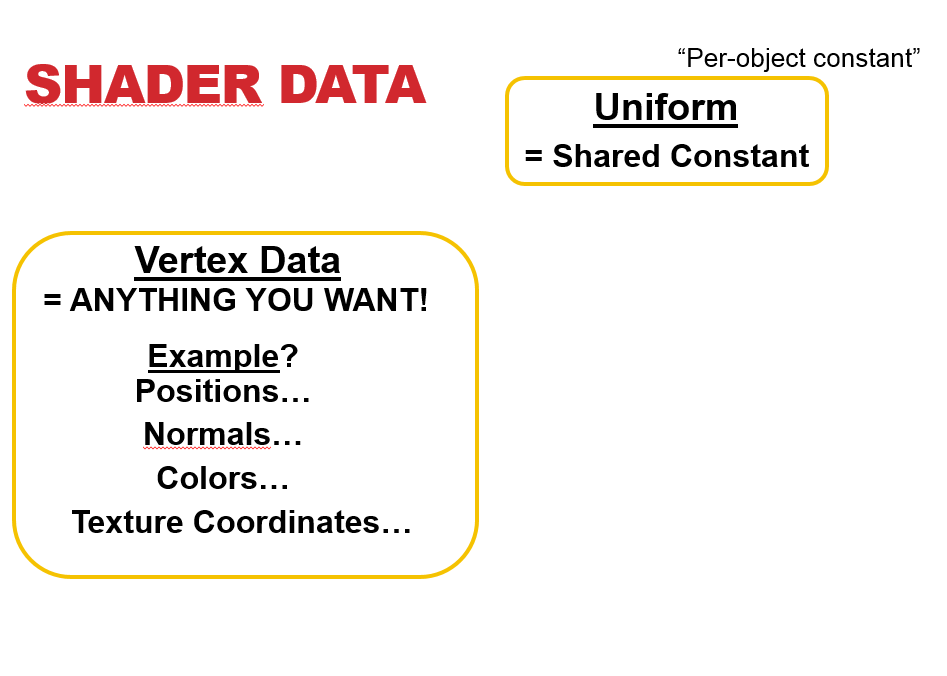 SHADER DATA
“Per-object constant”
Uniform
= Shared Constant
Vertex Data
= ANYTHING YOU WANT!
Example?
Positions…
Normals…
Colors…
Texture Coordinates…